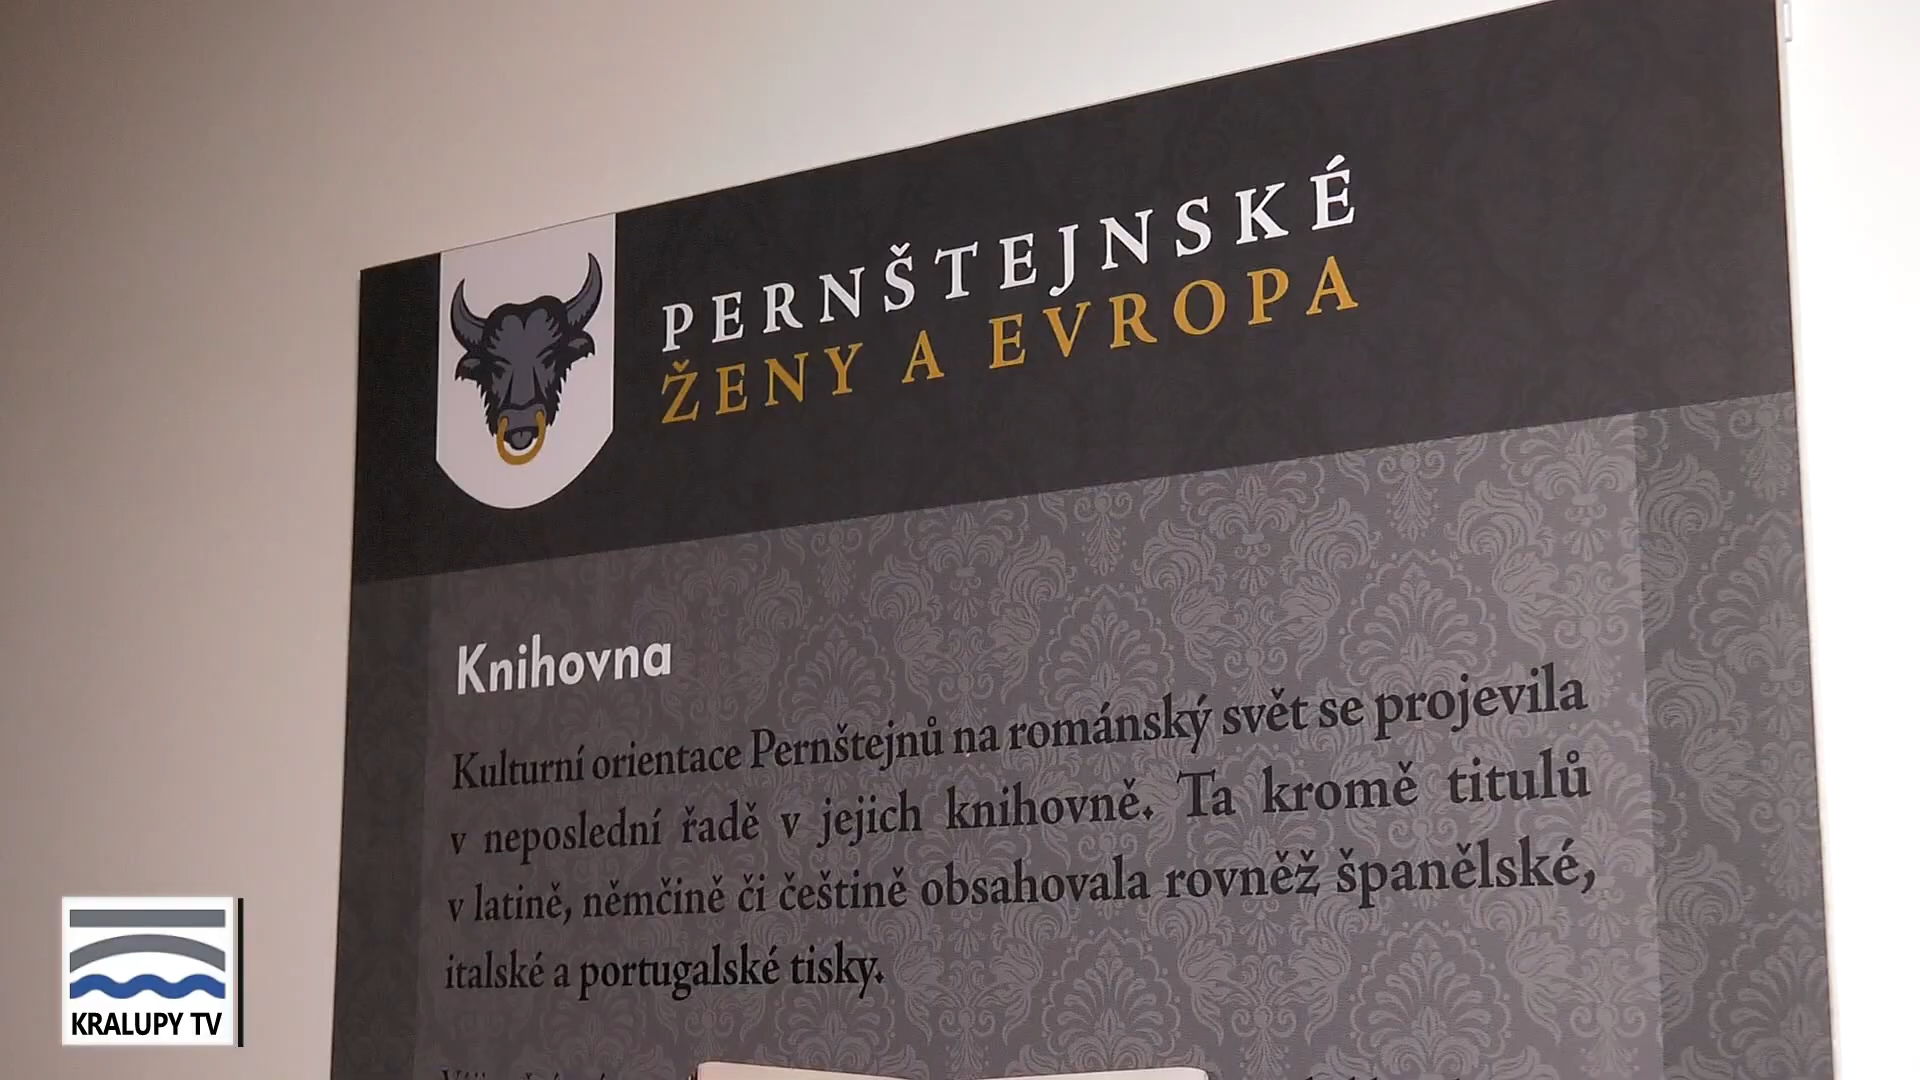 PERNŠTEJNSKÉ
ŽENY A EVROPA
Knihovna
Kulturní orientace Pernštejnů na románský svět se projevila
v neposlední řadě v jejich knihovně. Ta kromě titulů
v latině, němčině či češtině obsahovala rovněž španělské,
italské a portugalské tisky.
KRALUPY TV